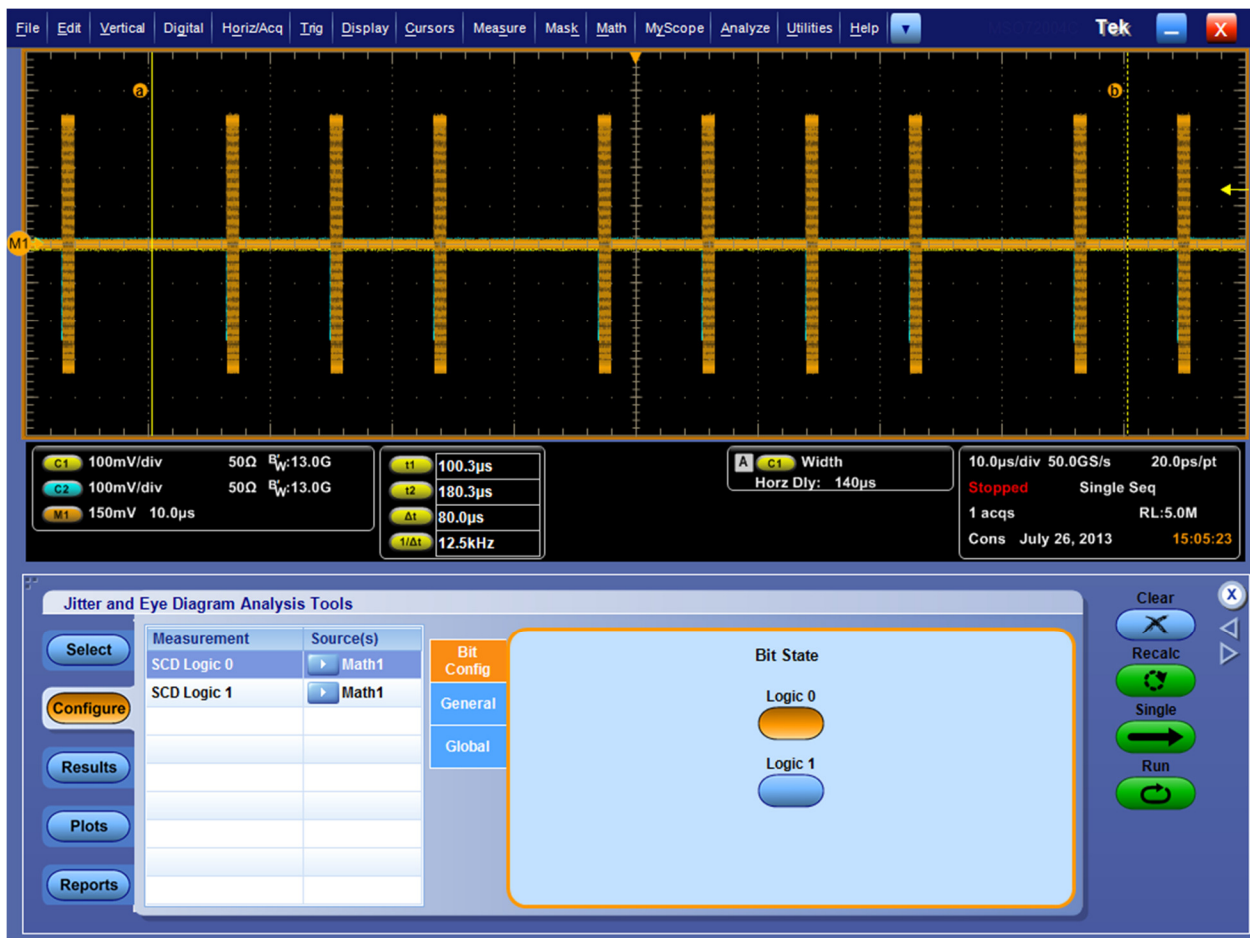 File Edit Vertical Digital Horiz/Acq Trig Display Cursors Measure Mask Math MyScope Analyze Utilities Help Tek X
a b
M1
C1 100mV/div 50Ω BW:13.0G
C2 100mV/div 50Ω BW:13.0G
M1 150mV 10.0µs
t1 100.3µs
t2 180.3µs
Δt 80.0µs
1/Δt 12.5kHz
A C1 Width
Horz Dly: 140µs
10.0µs/div 50.0GS/s 20.0ps/pt
Stopped Single Seq
1 acqs RL:5.0M
Cons July 26, 2013 15:05:23
Jitter and Eye Diagram Analysis Tools
Select
Configure
Results
Plots
Reports
Measurement Source(s)
SCD Logic 0 Math1
SCD Logic 1 Math1
Bit Config
General
Global
Bit State
Logic 0
Logic 1
Clear X
Recalc
Single
Run